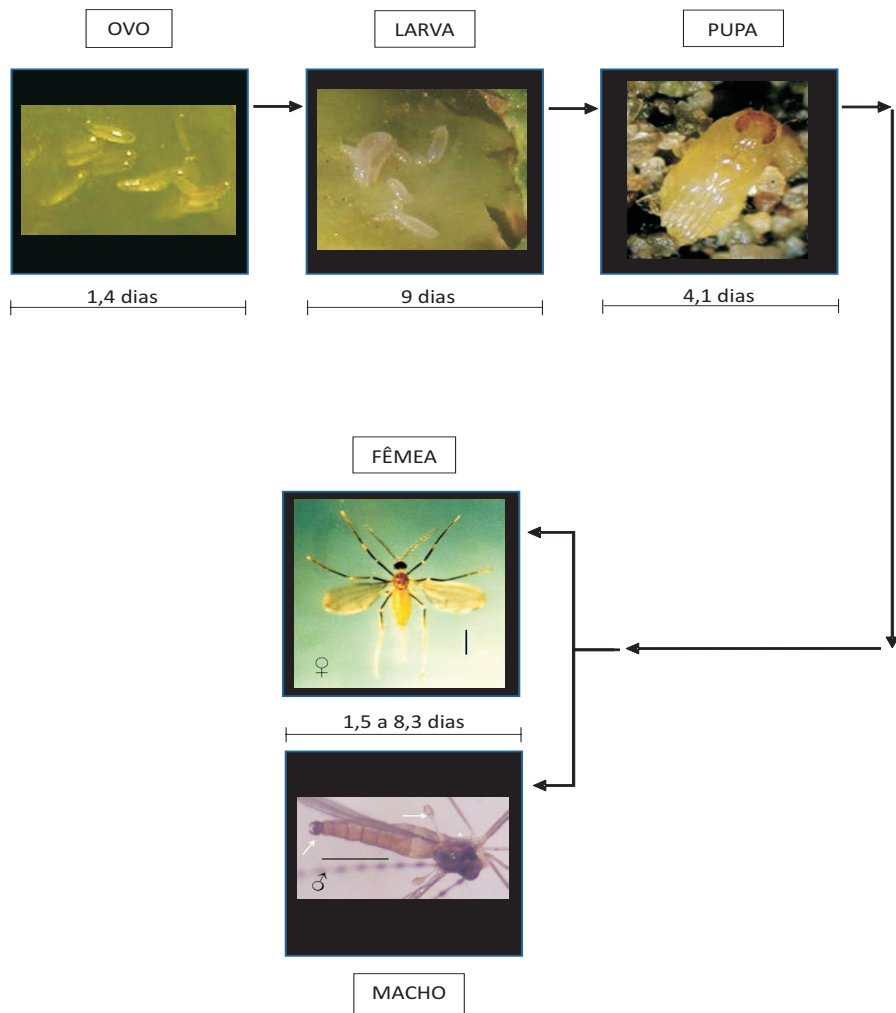 OVO
LARVA
PUPA
1,4 dias
9 dias
4,1 dias
FÊMEA
♀
1,5 a 8,3 dias
♂
MACHO